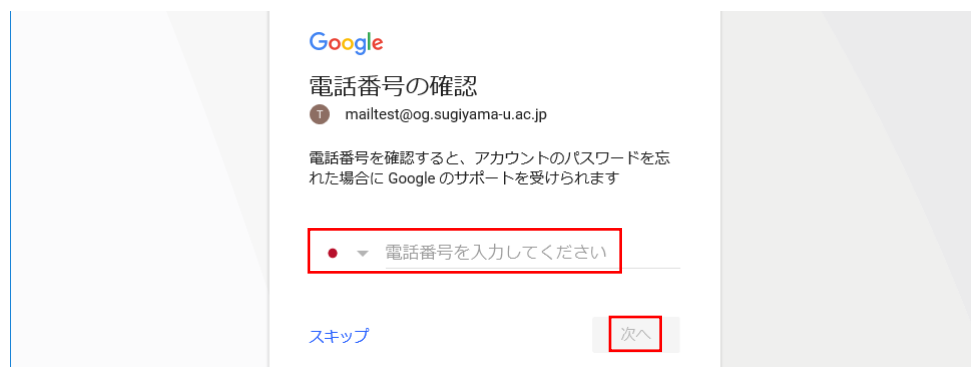 Google
電話番号の確認
T mailtest@og.sugiyama-u.ac.jp
電話番号を確認すると、アカウントのパスワードを忘
れた場合に Google のサポートを受けられます
電話番号を入力してください
スキップ 次へ